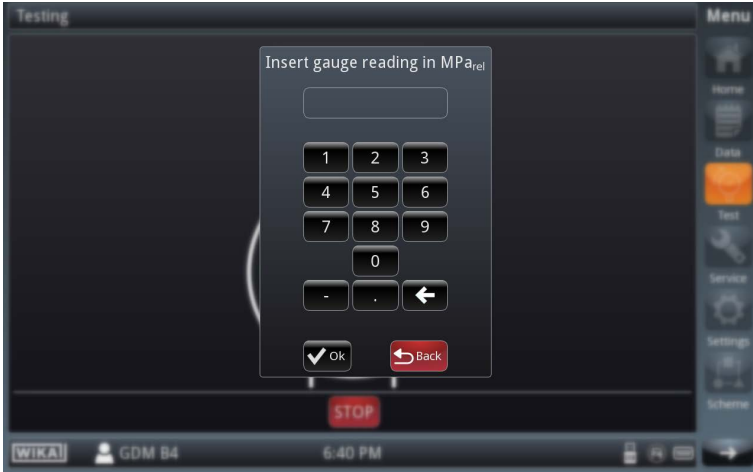 Testing
Menu
Insert gauge reading in MParel
1 2 3
4 5 6
7 8 9
0
- .
Ok Back
STOP
Home
Data
Test
Service
Settings
Scheme
WIKAI GDM B4 6:40 PM